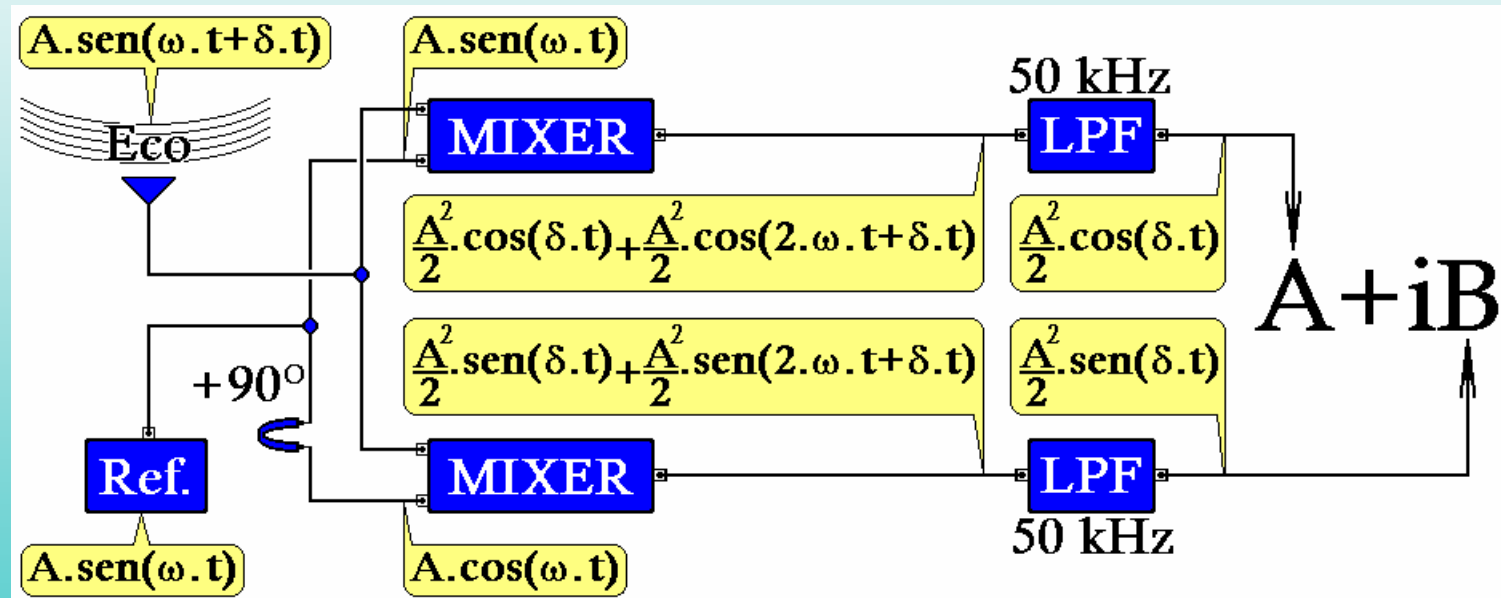 A.sen(ω.t+δ.t)
A.sen(ω.t)
Eco
MIXER
50 kHz
LPF
A²/2.cos(δ.t)+A²/2.cos(2.ω.t+δ.t)
A²/2.cos(δ.t)
A+iB
A²/2.sen(δ.t)+A²/2.sen(2.ω.t+δ.t)
A²/2.sen(δ.t)
+90º
Ref.
MIXER
LPF
50 kHz
A.sen(ω.t)
A.cos(ω.t)